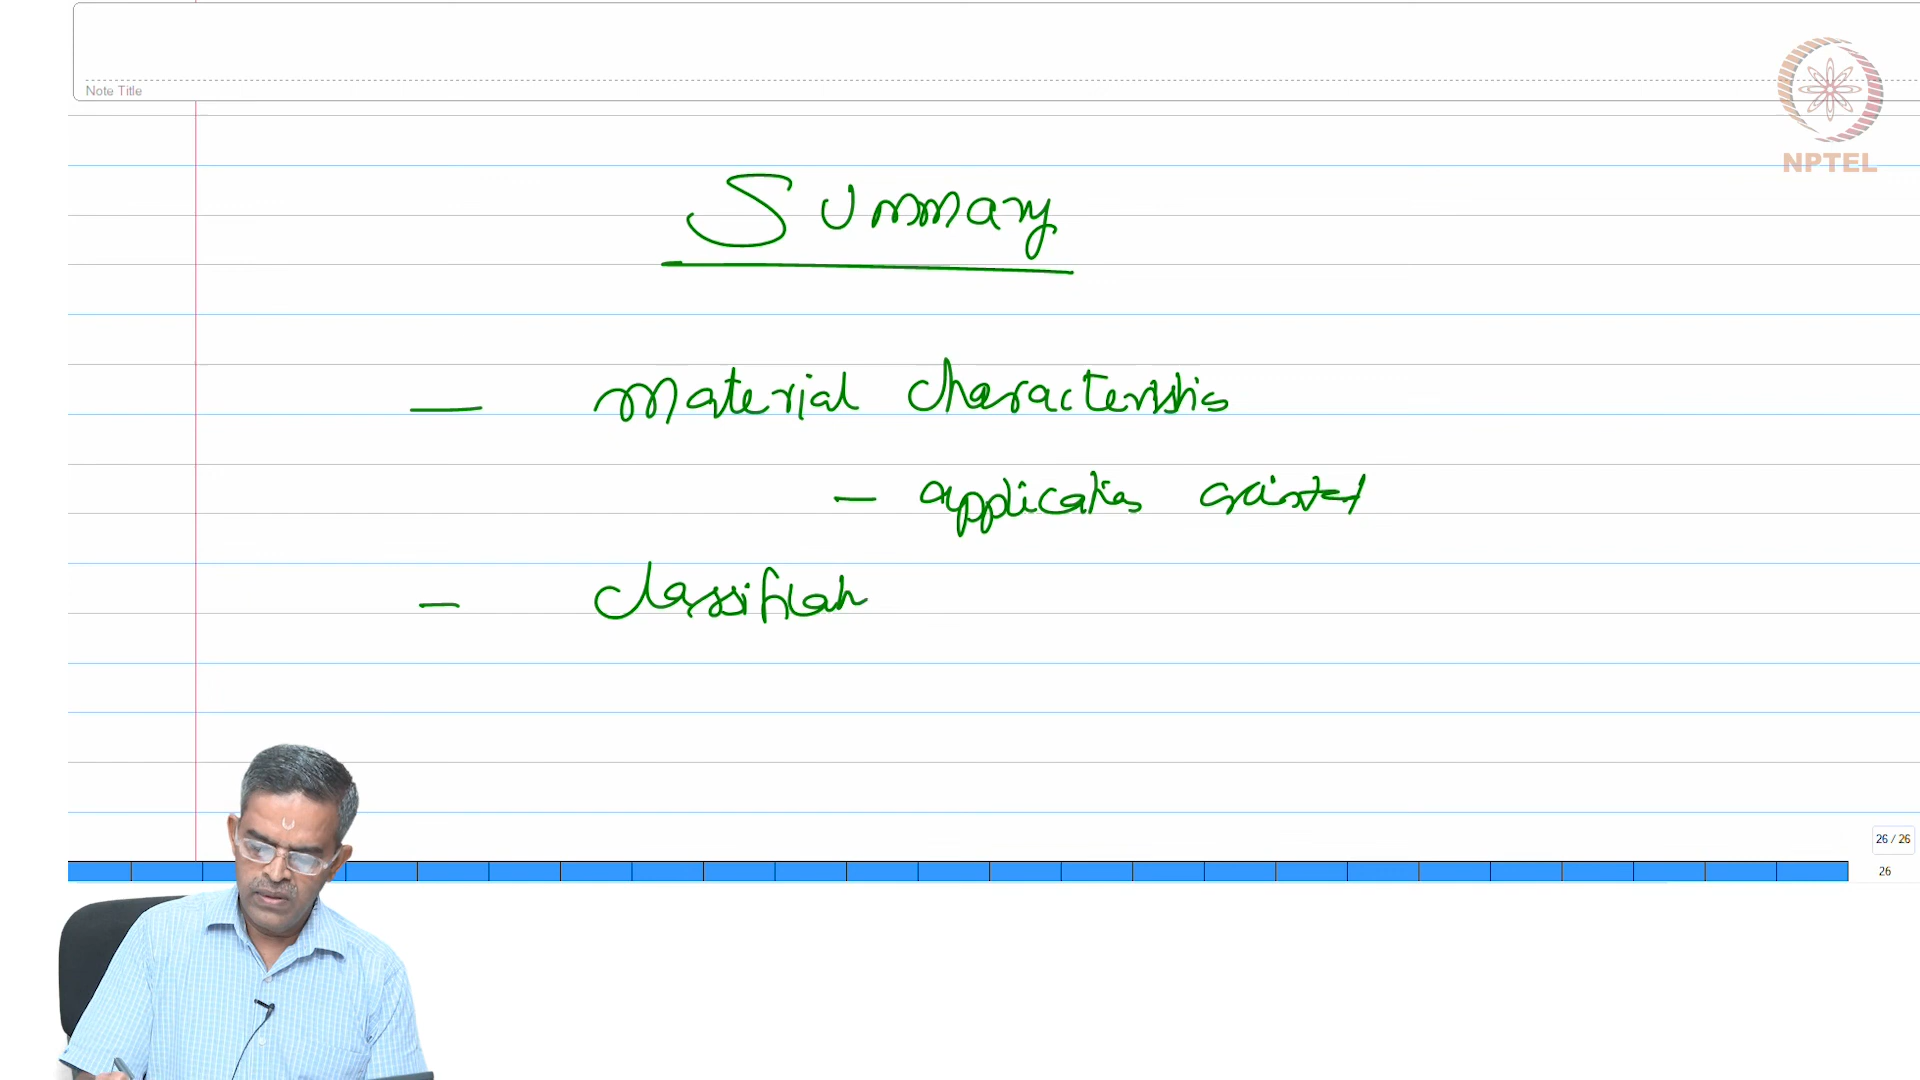 Note Title
NPTEL
Summary
— Material characteristics
— application oriented
— Classification
26 / 26
26